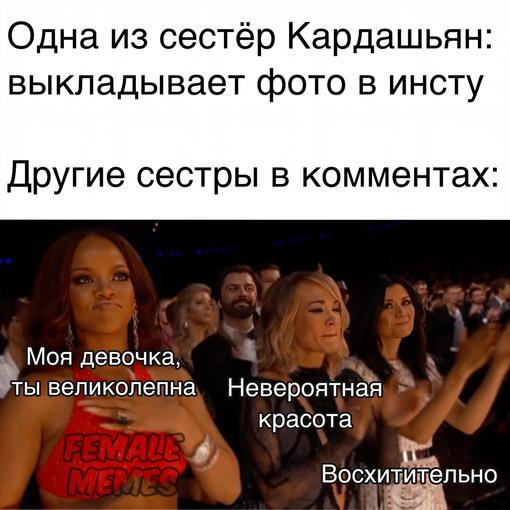 Одна из сестёр Кардашьян:
выкладывает фото в инсту
Другие сестры в комментах:
Моя девочка,
ты великолепна
Невероятная
красота
Восхитительно
FEMALE
MEMES